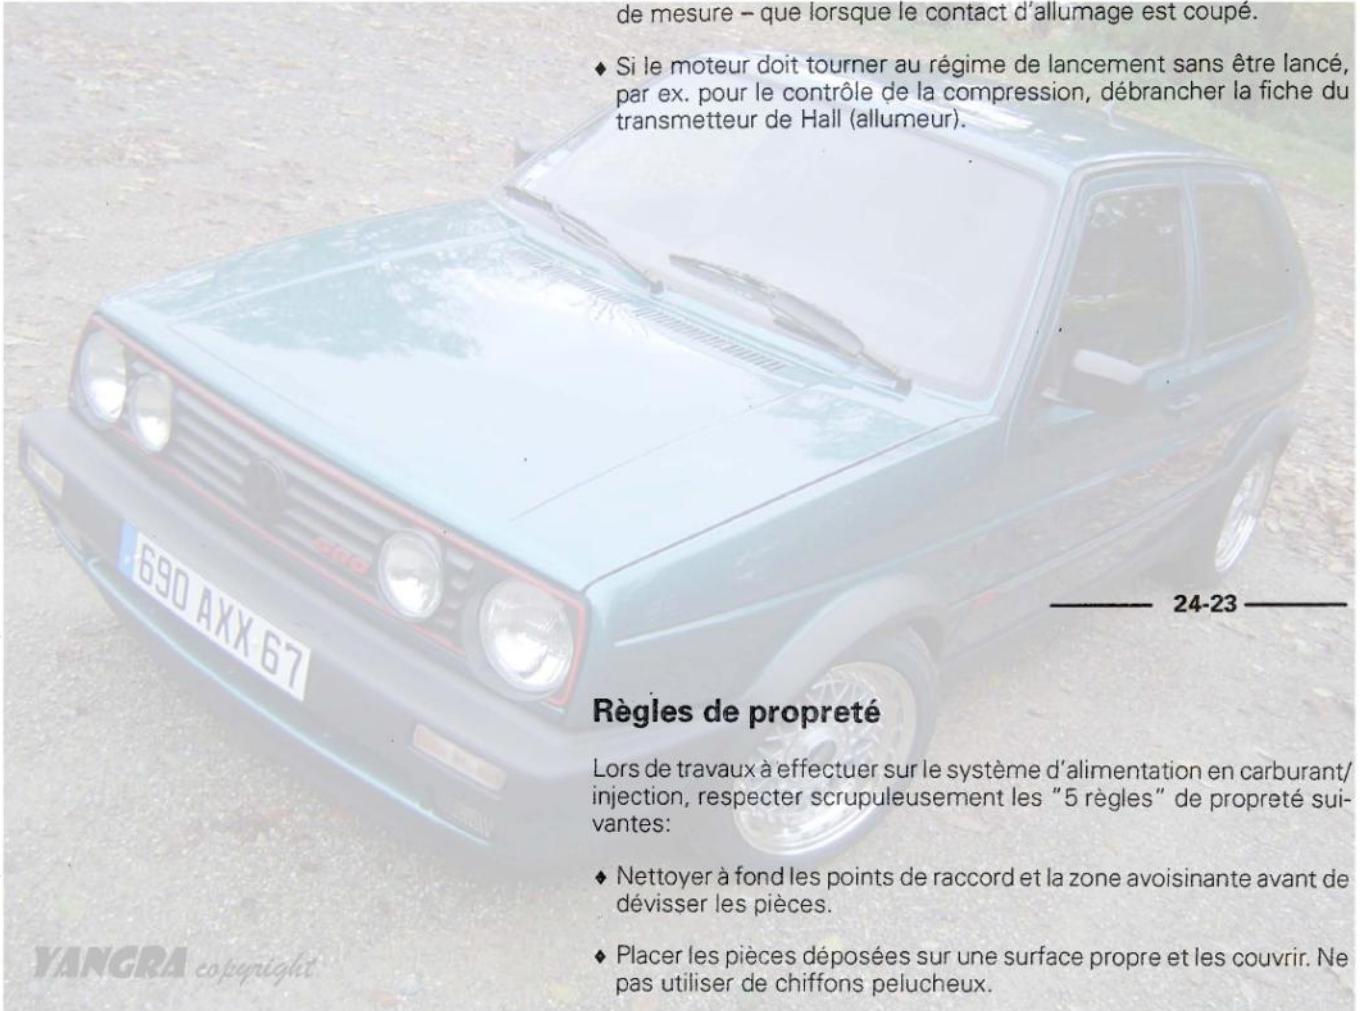 de mesure – que lorsque le contact d'allumage est coupé.
♦ Si le moteur doit tourner au régime de lancement sans être lancé,
par ex. pour le contrôle de la compression, débrancher la fiche du
transmetteur de Hall (allumeur).
690 AXX 67
24-23
Règles de propreté
Lors de travaux à effectuer sur le système d'alimentation en carburant/
injection, respecter scrupuleusement les "5 règles" de propreté sui-
vantes:
♦ Nettoyer à fond les points de raccord et la zone avoisinante avant de
dévisser les pièces.
♦ Placer les pièces déposées sur une surface propre et les couvrir. Ne
pas utiliser de chiffons pelucheux.
YANGRA copyright